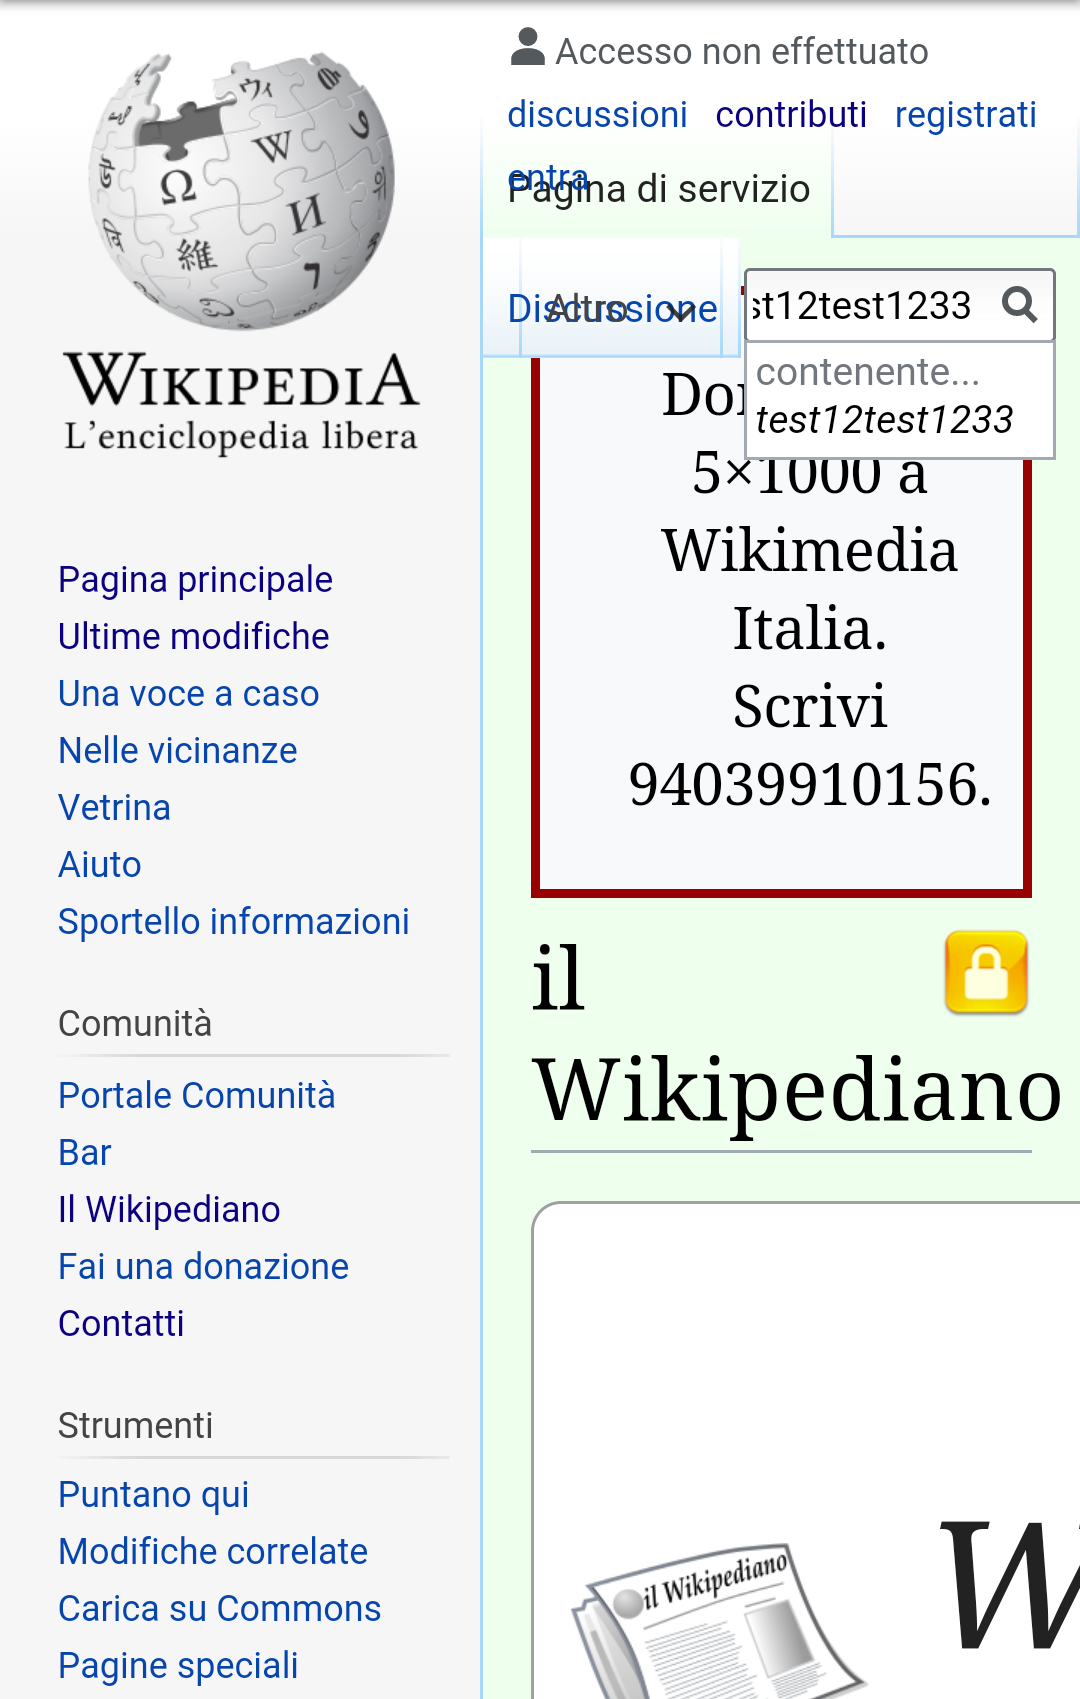 Accesso non effettuato
discussioni contributi registrati
entra
Pagina di servizio
Discussione
Altro
st12test1233
contenente...
test12test1233
WIKIPEDIA
L'enciclopedia libera
Pagina principale
Ultime modifiche
Una voce a caso
Nelle vicinanze
Vetrina
Aiuto
Sportello informazioni
Comunità
Portale Comunità
Bar
Il Wikipediano
Fai una donazione
Contatti
Strumenti
Puntano qui
Modifiche correlate
Carica su Commons
Pagine speciali
5×1000 a
Wikimedia
Italia.
Scrivi
94039910156.
il
Wikipediano
il Wikipediano
W